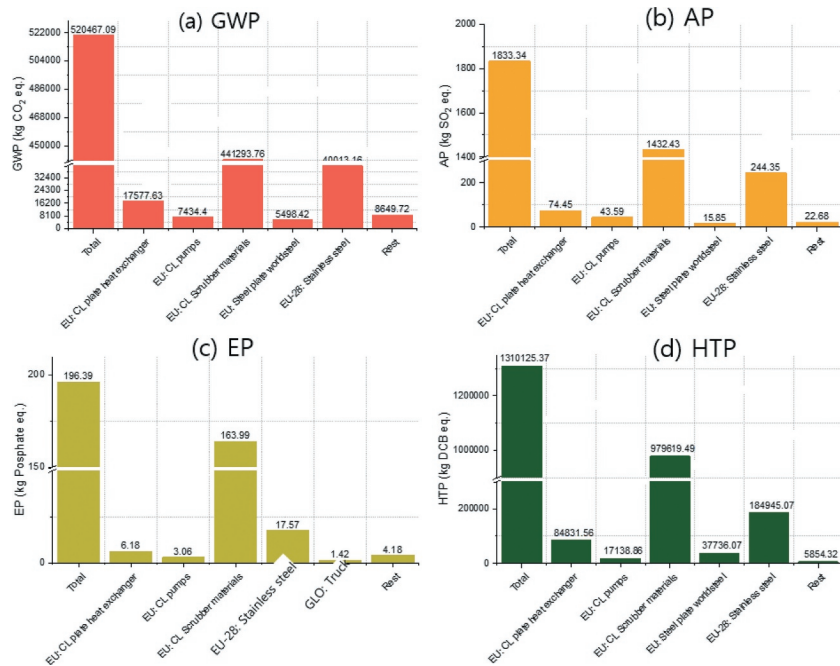 (a) GWP
GWP (kg CO₂ eq.)
522000
504000
486000
468000
450000
32400
24300
16200
8100
0
520467.09
17577.63
7434.4
441293.76
5498.42
40013.16
8649.72
Total
EU: CL plate heat exchanger
EU: CL pumps
EU: CL Scrubber materials
EU: Steel plate worldsteel
EU-28: Stainless steel
Rest
(b) AP
AP (kg SO₂ eq.)
2000
1800
1600
1400
200
0
1833.34
74.45
43.59
1432.43
15.85
244.35
22.68
Total
EU: CL plate heat exchanger
EU: CL pumps
EU: CL Scrubber materials
EU: Steel plate worldsteel
EU-28: Stainless steel
Rest
(c) EP
EP (kg Posphate eq.)
200
150
0
196.39
6.18
3.06
163.99
17.57
1.42
4.18
Total
EU: CL plate heat exchanger
EU: CL pumps
EU: CL Scrubber materials
EU-28: Stainless steel
GLO: Truck
Rest
(d) HTP
HTP (kg DCB eq.)
1200000
1000000
200000
0
1310125.37
84831.56
17138.86
979619.49
37736.07
184945.07
5854.32
Total
EU: CL plate heat exchanger
EU: CL pumps
EU: CL Scrubber materials
EU: Steel plate worldsteel
EU-28: Stainless steel
Rest